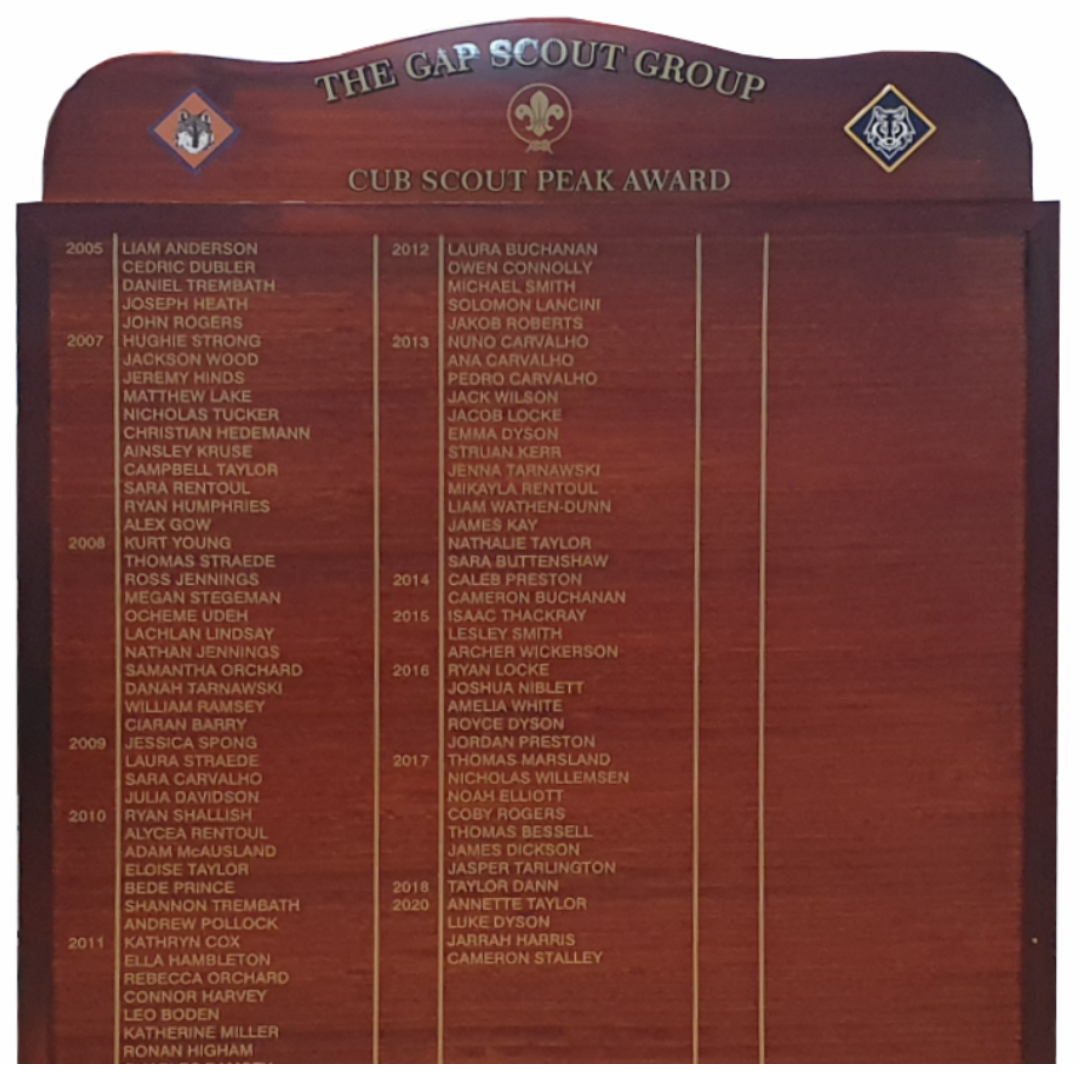 THE GAP SCOUT GROUP
CUB SCOUT PEAK AWARD
2005 LIAM ANDERSON
CEDRIC DUBLER
DANIEL TREMBATH
JOSEPH HEATH
JOHN ROGERS
2007 HUGHIE STRONG
JACKSON WOOD
JEREMY HINDS
MATTHEW LAKE
NICHOLAS TUCKER
CHRISTIAN HEDEMANN
AINSLEY KRUSE
CAMPBELL TAYLOR
SARA RENTOUL
RYAN HUMPHRIES
ALEX GOW
2008 KURT YOUNG
THOMAS STRAEDE
ROSS JENNINGS
MEGAN STEGEMAN
OCHEME UDEH
LACHLAN LINDSAY
NATHAN JENNINGS
SAMANTHA ORCHARD
DANAH TARNAWSKI
WILLIAM RAMSEY
CIARAN BARRY
2009 JESSICA SPONG
LAURA STRAEDE
SARA CARVALHO
JULIA DAVIDSON
2010 RYAN SHALLISH
ALYCEA RENTOUL
ADAM McAUSLAND
ELOISE TAYLOR
BEDE PRINCE
SHANNON TREMBATH
ANDREW POLLOCK
2011 KATHRYN COX
ELLA HAMBLETON
REBECCA ORCHARD
CONNOR HARVEY
LEO BODEN
KATHERINE MILLER
RONAN HIGHAM
2012 LAURA BUCHANAN
OWEN CONNOLLY
MICHAEL SMITH
SOLOMON LANCINI
JAKOB ROBERTS
2013 NUNO CARVALHO
ANA CARVALHO
PEDRO CARVALHO
JACK WILSON
JACOB LOCKE
EMMA DYSON
STRUAN KERR
JENNA TARNAWSKI
MIKAYLA RENTOUL
LIAM WATHEN-DUNN
JAMES KAY
NATHALIE TAYLOR
SARA BUTTENSHAW
2014 CALEB PRESTON
CAMERON BUCHANAN
2015 ISAAC THACKRAY
LESLEY SMITH
ARCHER WICKERSON
2016 RYAN LOCKE
JOSHUA NIBLETT
AMELIA WHITE
ROYCE DYSON
JORDAN PRESTON
2017 THOMAS MARSLAND
NICHOLAS WILLEMSEN
NOAH ELLIOTT
COBY ROGERS
THOMAS BESSELL
JAMES DICKSON
JASPER TARLINGTON
2018 TAYLOR DANN
2020 ANNETTE TAYLOR
LUKE DYSON
JARRAH HARRIS
CAMERON STALLEY